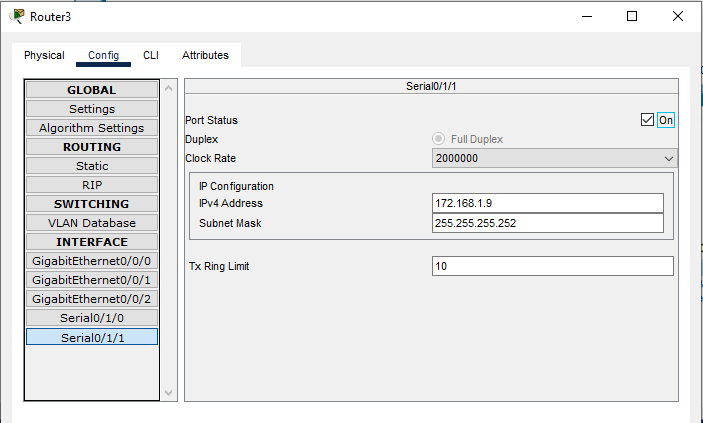 Router3
Physical Config CLI Attributes
GLOBAL
Settings
Algorithm Settings
ROUTING
Static
RIP
SWITCHING
VLAN Database
INTERFACE
GigabitEthernet0/0/0
GigabitEthernet0/0/1
GigabitEthernet0/0/2
Serial0/1/0
Serial0/1/1
Serial0/1/1
Port Status On
Duplex Full Duplex
Clock Rate 2000000
IP Configuration
IPv4 Address 172.168.1.9
Subnet Mask 255.255.255.252
Tx Ring Limit 10